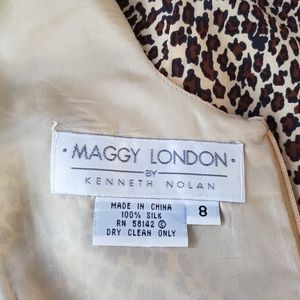 · MAGGY LONDON ·
BY
KENNETH NOLAN
MADE IN CHINA
100% SILK
RN 58142 ©
DRY CLEAN ONLY
8